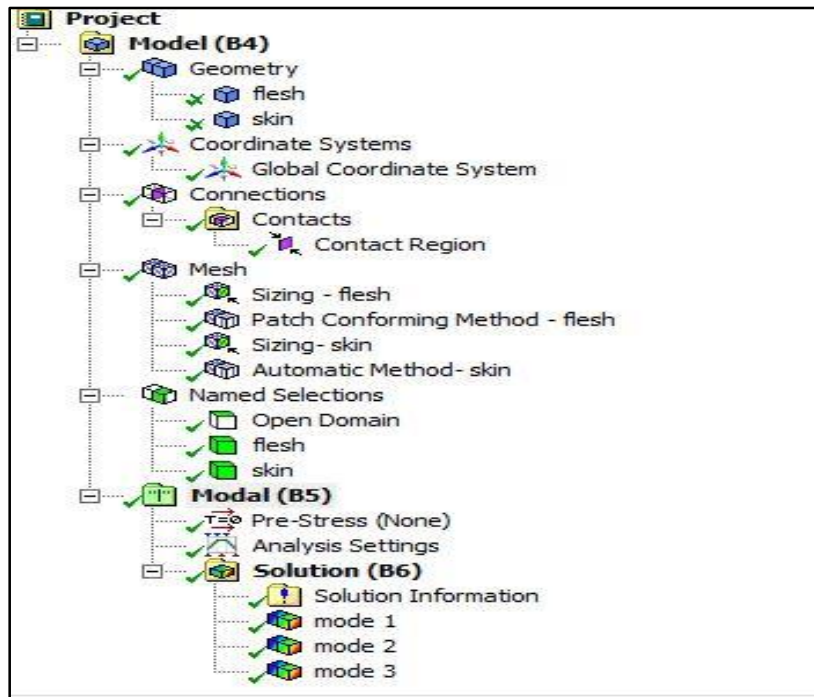 Project
Model (B4)
Geometry
flesh
skin
Coordinate Systems
Global Coordinate System
Connections
Contacts
Contact Region
Mesh
Sizing - flesh
Patch Conforming Method - flesh
Sizing- skin
Automatic Method- skin
Named Selections
Open Domain
flesh
skin
Modal (B5)
T=0 Pre-Stress (None)
Analysis Settings
Solution (B6)
Solution Information
mode 1
mode 2
mode 3